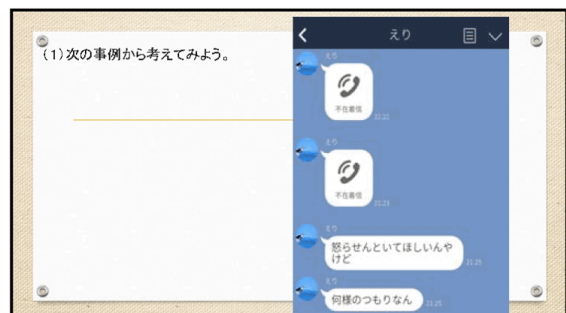 (1)次の事例から考えてみよう。
えり
えり
不在着信
21:22
えり
不在着信
21:23
えり
怒らせんといてほしいんや
けど
21:25
えり
何様のつもりなん
21:25